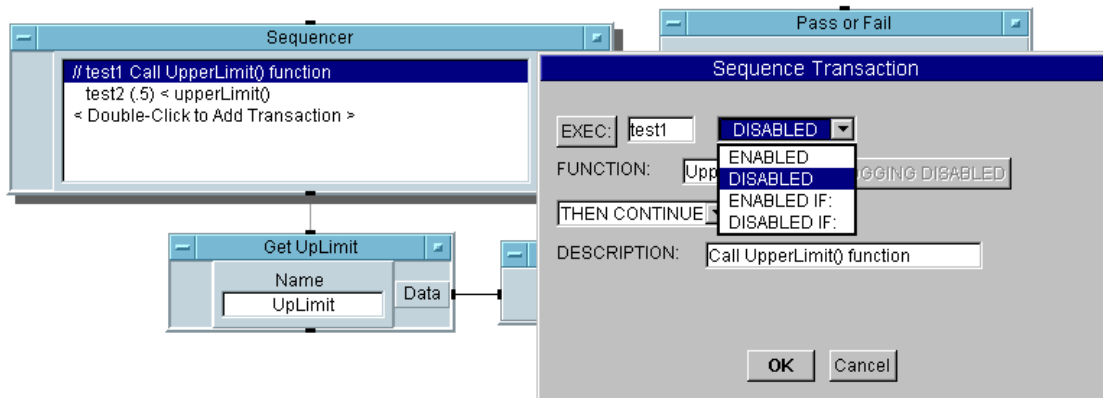 Sequencer
// test1 Call UpperLimit() function
test2 (.5) < upperLimit()
< Double-Click to Add Transaction >
Pass or Fail
Sequence Transaction
EXEC: test1 DISABLED
ENABLED
DISABLED
ENABLED IF:
DISABLED IF:
FUNCTION: Upp GGING DISABLED
THEN CONTINUE
DESCRIPTION: Call UpperLimit() function
OK Cancel
Get UpLimit
Name
UpLimit
Data